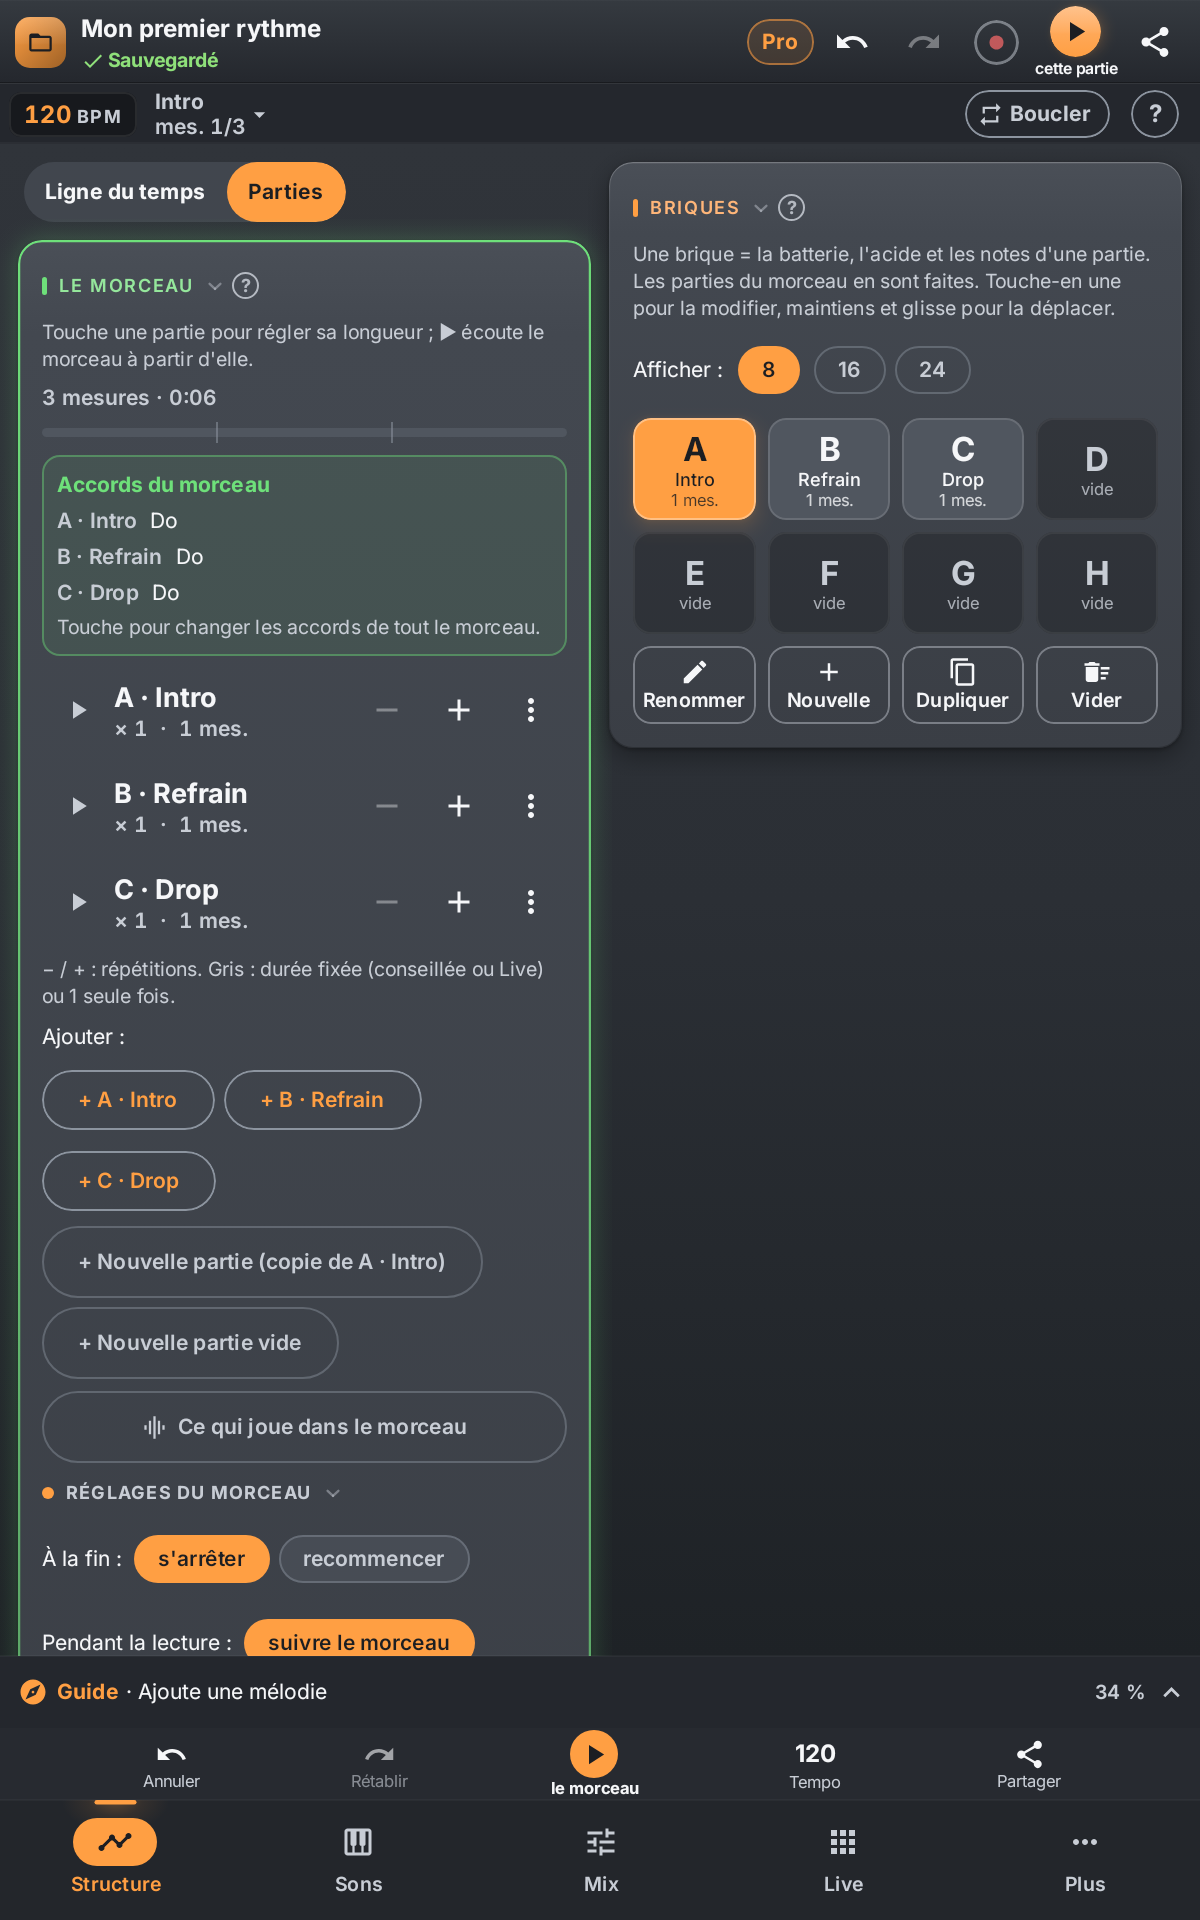 Mon premier rythme
Sauvegardé
Pro
cette partie
120 BPM
Intro
mes. 1/3
Boucler
?
Ligne du temps
Parties
LE MORCEAU
?
Touche une partie pour régler sa longueur ; ▶ écoute le
morceau à partir d'elle.
3 mesures · 0:06
Accords du morceau
A · Intro Do
B · Refrain Do
C · Drop Do
Touche pour changer les accords de tout le morceau.
A · Intro
× 1 · 1 mes.
B · Refrain
× 1 · 1 mes.
C · Drop
× 1 · 1 mes.
− / + : répétitions. Gris : durée fixée (conseillée ou Live)
ou 1 seule fois.
Ajouter :
+ A · Intro
+ B · Refrain
+ C · Drop
+ Nouvelle partie (copie de A · Intro)
+ Nouvelle partie vide
Ce qui joue dans le morceau
RÉGLAGES DU MORCEAU
À la fin :
s'arrêter
recommencer
Pendant la lecture :
suivre le morceau
BRIQUES
?
Une brique = la batterie, l'acide et les notes d'une partie.
Les parties du morceau en sont faites. Touche-en une
pour la modifier, maintiens et glisse pour la déplacer.
Afficher :
8
16
24
A
Intro
1 mes.
B
Refrain
1 mes.
C
Drop
1 mes.
D
vide
E
vide
F
vide
G
vide
H
vide
Renommer
Nouvelle
Dupliquer
Vider
Guide · Ajoute une mélodie
34 %
Annuler
Rétablir
le morceau
120
Tempo
Partager
Structure
Sons
Mix
Live
Plus